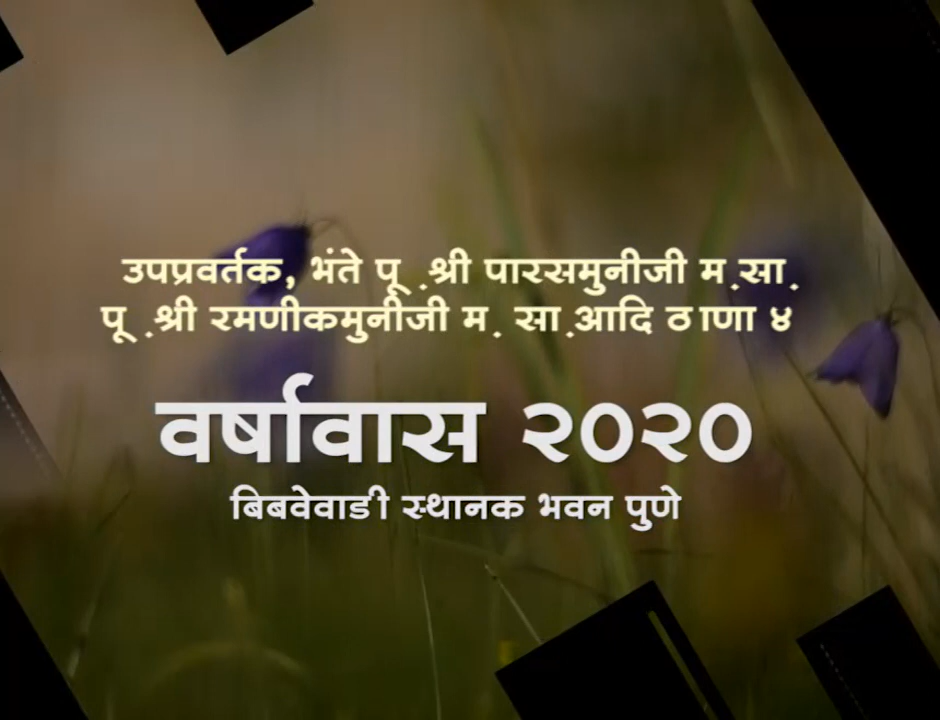 उपप्रवर्तक, भंते पू .श्री पारसमुनीजी म.सा.
पू .श्री रमणीकमुनीजी म. सा.आदि ठाणा ४
वर्षावास २०२०
बिबवेवाडी स्थानक भवन पुणे